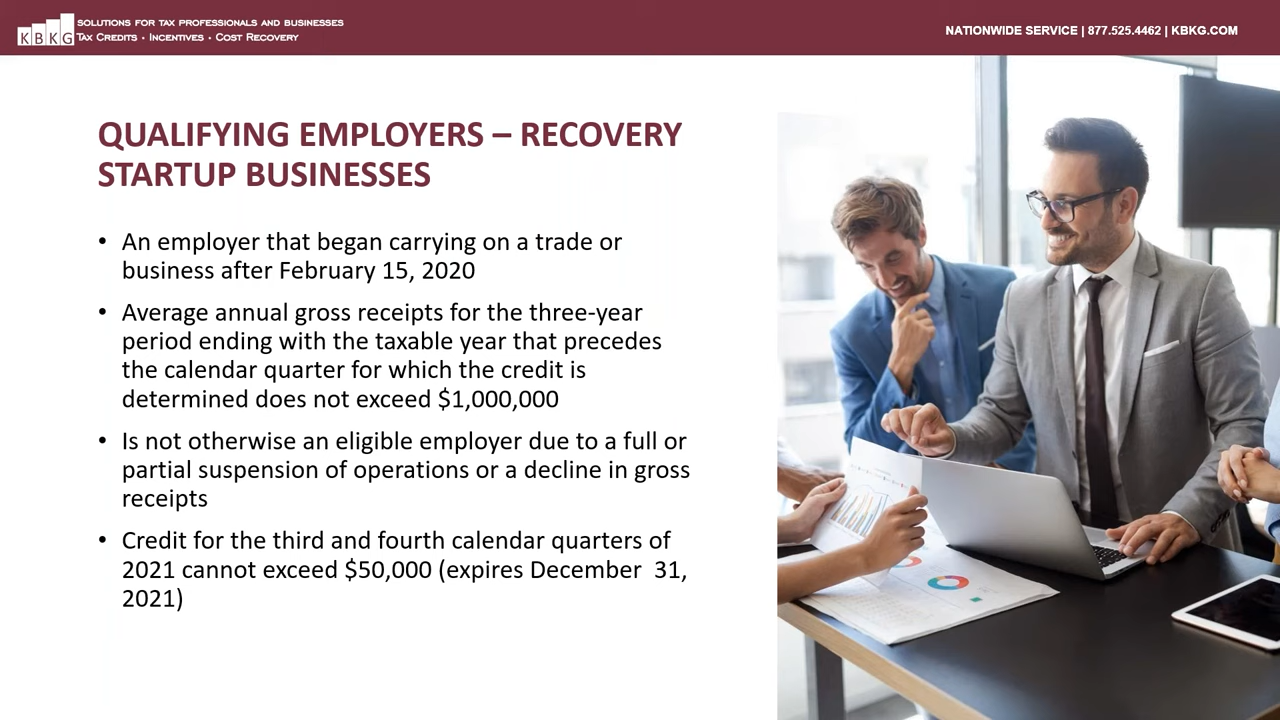 SOLUTIONS FOR TAX PROFESSIONALS AND BUSINESSES
KBKG TAX CREDITS · INCENTIVES · COST RECOVERY
NATIONWIDE SERVICE | 877.525.4462 | KBKG.COM
QUALIFYING EMPLOYERS – RECOVERY
STARTUP BUSINESSES
• An employer that began carrying on a trade or
business after February 15, 2020
• Average annual gross receipts for the three-year
period ending with the taxable year that precedes
the calendar quarter for which the credit is
determined does not exceed $1,000,000
• Is not otherwise an eligible employer due to a full or
partial suspension of operations or a decline in gross
receipts
• Credit for the third and fourth calendar quarters of
2021 cannot exceed $50,000 (expires December  31,
2021)